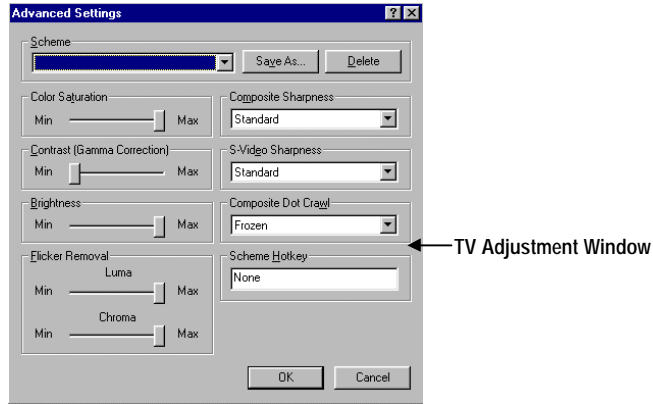 Advanced Settings
Scheme
Save As... Delete
Color Saturation
Min Max
Composite Sharpness
Standard
Contrast (Gamma Correction)
Min Max
S-Video Sharpness
Standard
Brightness
Min Max
Composite Dot Crawl
Frozen
TV Adjustment Window
Flicker Removal
Luma
Min Max
Chroma
Min Max
Scheme Hotkey
None
OK Cancel